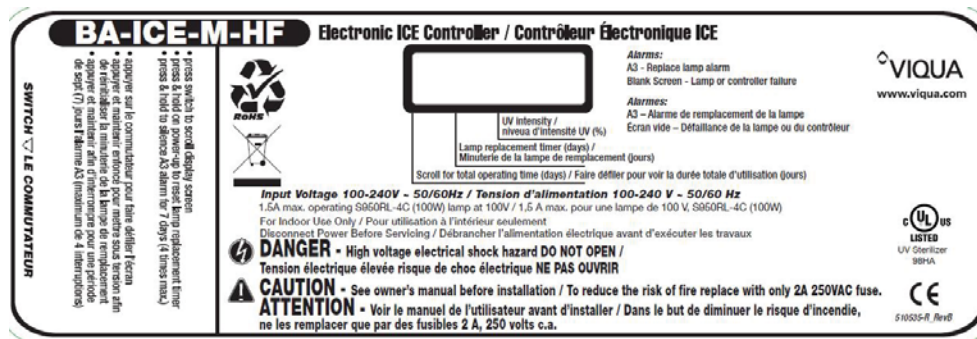 BA-ICE-M-HF
Electronic ICE Controller / Contrôleur Électronique ICE
SWITCH ▽ LE COMMUTATEUR
• press switch to scroll display screen
• press & hold on power-up to reset lamp replacement timer
• press & hold to silence A3 alarm for 7 days (4 times max.)
• appuyer sur le commutateur pour faire défiler l'écran
• appuyer et maintenir enfoncé pour mettre sous tension afin
de réinitialiser la minuterie de la lampe de remplacement
• appuyer et maintenir afin d'interrompre pour une période
de sept (7) jours l'alarme A3 (maximum de 4 interruptions)
RoHS
UV intensity /
niveua d'intensité UV (%)
Lamp replacement timer (days) /
Minuterie de la lampe de remplacement (jours)
Scroll for total operating time (days) / Faire défiler pour voir la durée totale d'utilisation (jours)
Alarms:
A3 - Replace lamp alarm
Blank Screen - Lamp or controller failure
Alarmes:
A3 – Alarme de remplacement de la lampe
Écran vide – Défaillance de la lampe ou du contrôleur
VIQUA
www.viqua.com
Input Voltage 100-240V ~ 50/60Hz / Tension d'alimentation 100-240 V ~ 50/60 Hz
1.5A max. operating S950RL-4C (100W) lamp at 100V / 1,5 A max. pour une lampe de 100 V, S950RL-4C (100W)
For Indoor Use Only / Pour utilisation à l'intérieur seulement
Disconnect Power Before Servicing / Débrancher l'alimentation électrique avant d'exécuter les travaux
DANGER - High voltage electrical shock hazard DO NOT OPEN /
Tension électrique élevée risque de choc électrique NE PAS OUVRIR
CAUTION - See owner's manual before installation / To reduce the risk of fire replace with only 2A 250VAC fuse.
ATTENTION - Voir le manuel de l'utilisateur avant d'installer / Dans le but de diminuer le risque d'incendie,
ne les remplacer que par des fusibles 2 A, 250 volts c.a.
C UL US
LISTED
UV Sterilizer
98HA
CE
510535-R_RevB